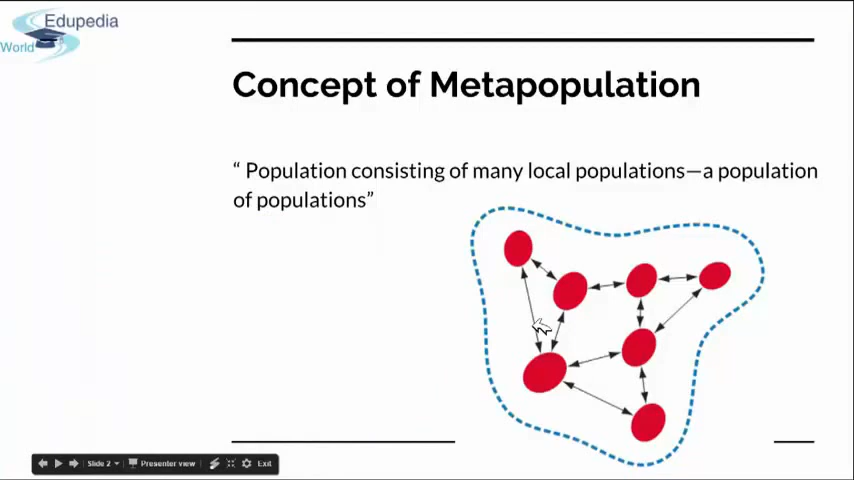 Edupedia
World
Concept of Metapopulation
“ Population consisting of many local populations—a population
of populations”
Slide 2
Presenter view
Exit